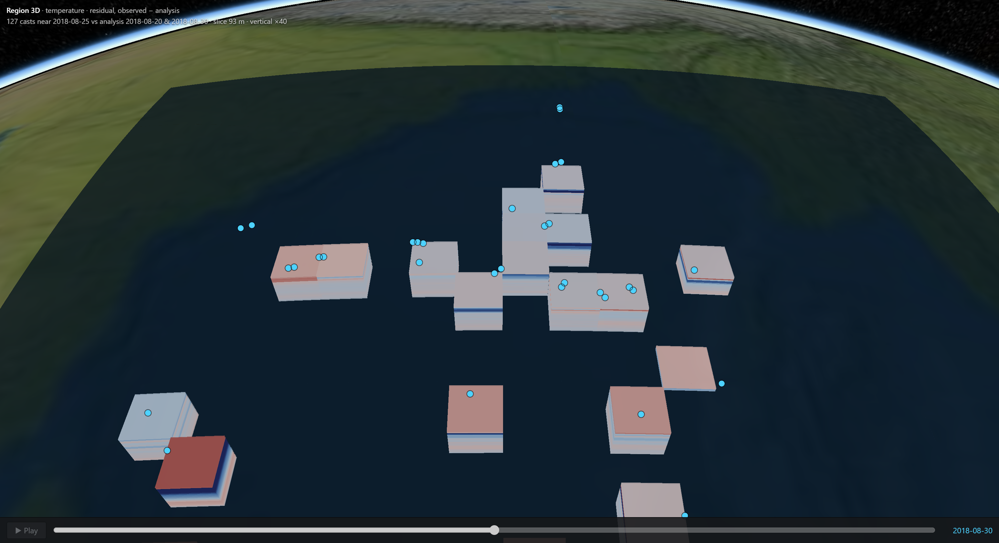 Region 3D · temperature · residual, observed − analysis
127 casts near 2018-08-25 vs analysis 2018-08-20 & 2018-08-30 · slice 93 m · vertical ×40
▶ Play
2018-08-30